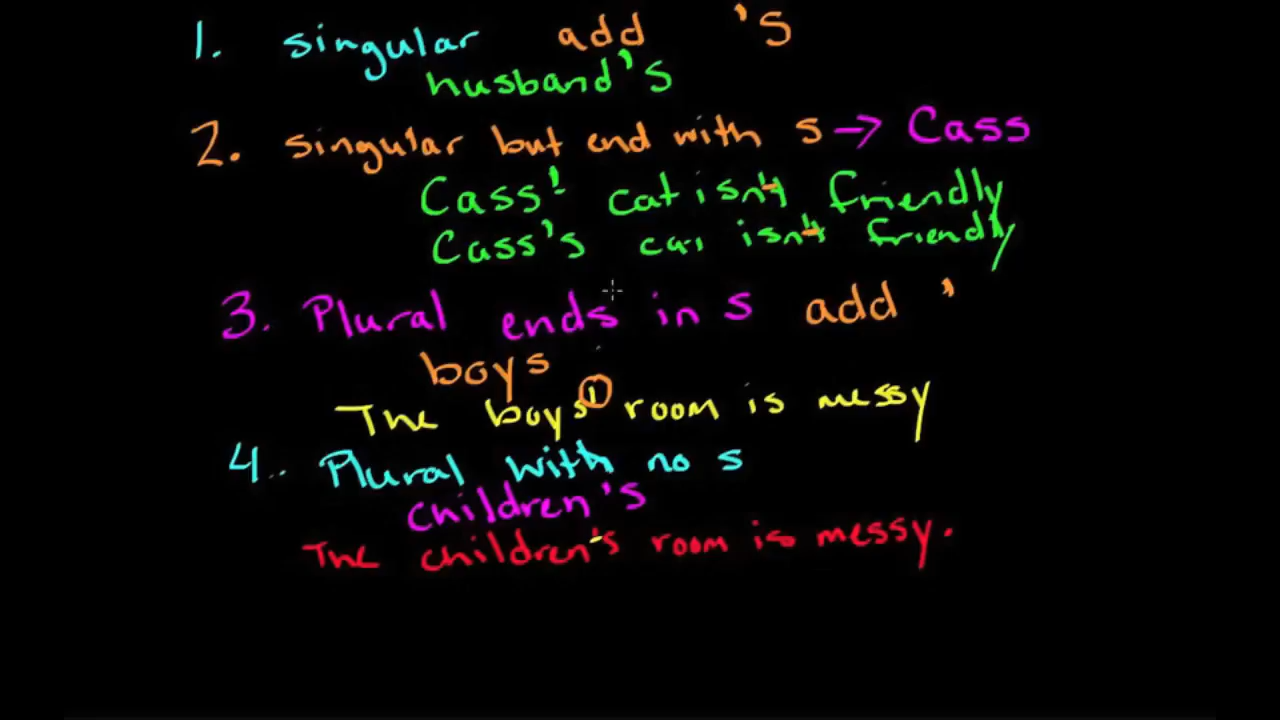 1. singular add 's
husband's
2. singular but end with s → Cass
Cass' cat isn't friendly
Cass's cat isn't friendly
3. Plural ends in s add '
boys
The boys' room is messy
4. Plural with no s
children's
The children's room is messy.